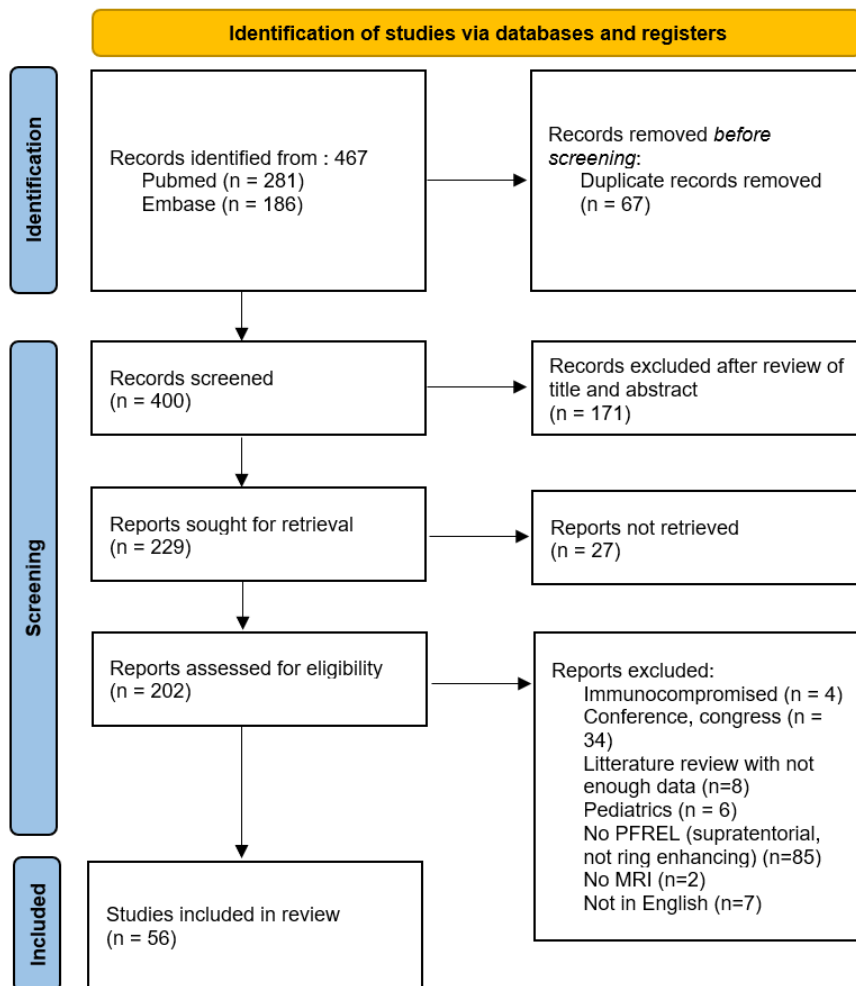 Identification of studies via databases and registers
Identification
Records identified from : 467
Pubmed (n = 281)
Embase (n = 186)
Records removed before
screening:
Duplicate records removed
(n = 67)
Screening
Records screened
(n = 400)
Records excluded after review of
title and abstract
(n = 171)
Reports sought for retrieval
(n = 229)
Reports not retrieved
(n = 27)
Reports assessed for eligibility
(n = 202)
Reports excluded:
Immunocompromised (n = 4)
Conference, congress (n =
34)
Litterature review with not
enough data (n=8)
Pediatrics (n = 6)
No PFREL (supratentorial,
not ring enhancing) (n=85)
No MRI (n=2)
Not in English (n=7)
Included
Studies included in review
(n = 56)